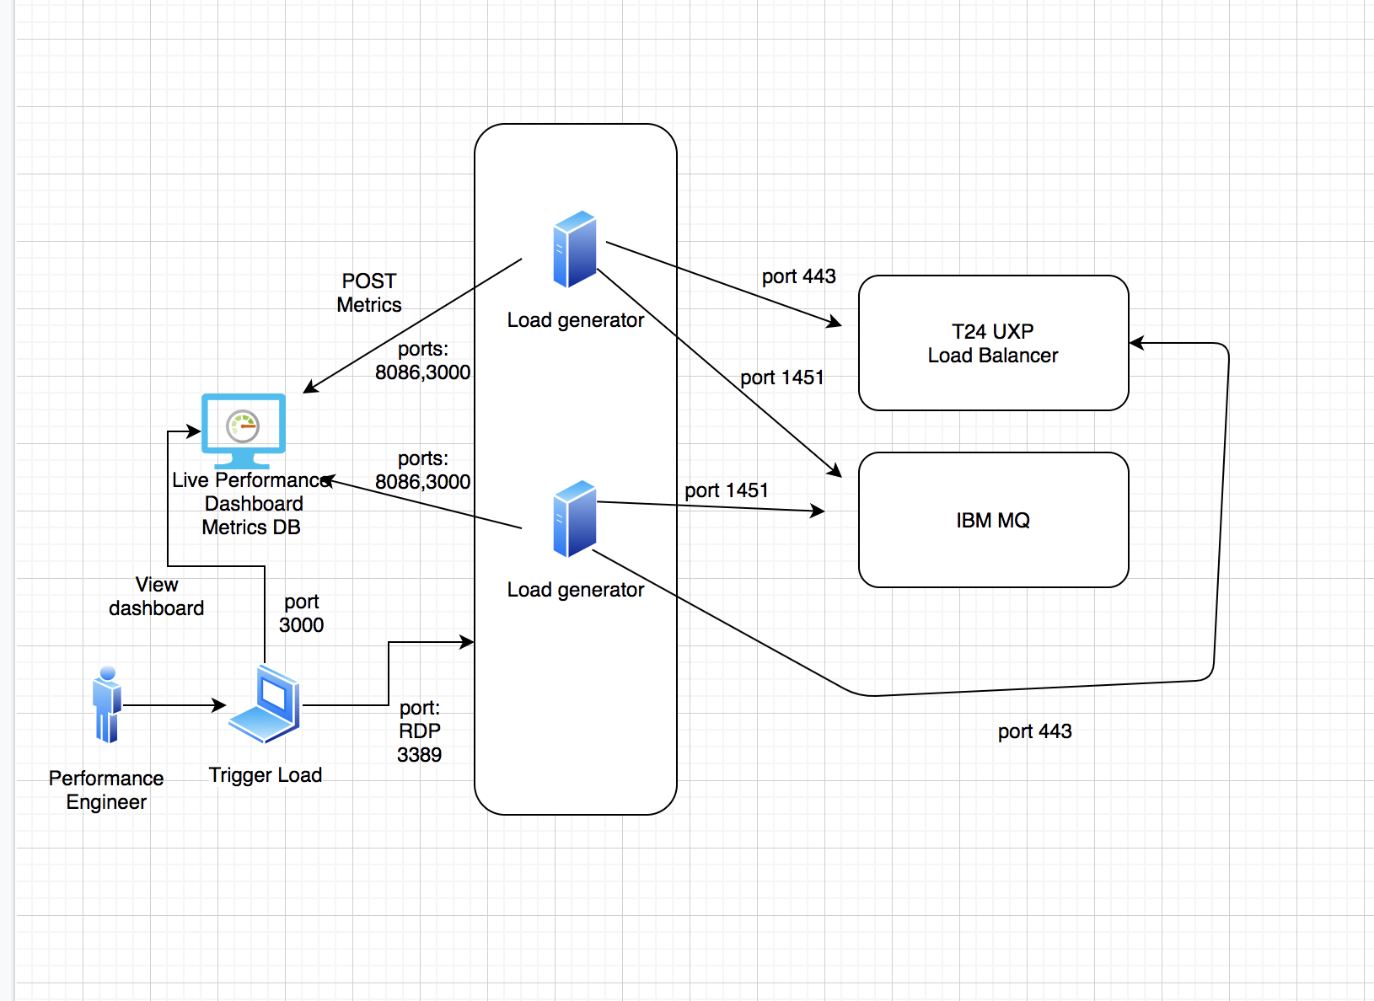 POST
Metrics
ports:
8086,3000
Load generator
port 443
T24 UXP
Load Balancer
port 1451
Live Performance
Dashboard
Metrics DB
ports:
8086,3000
port 1451
IBM MQ
Load generator
View
dashboard
port
3000
port:
RDP
3389
port 443
Performance
Engineer
Trigger Load